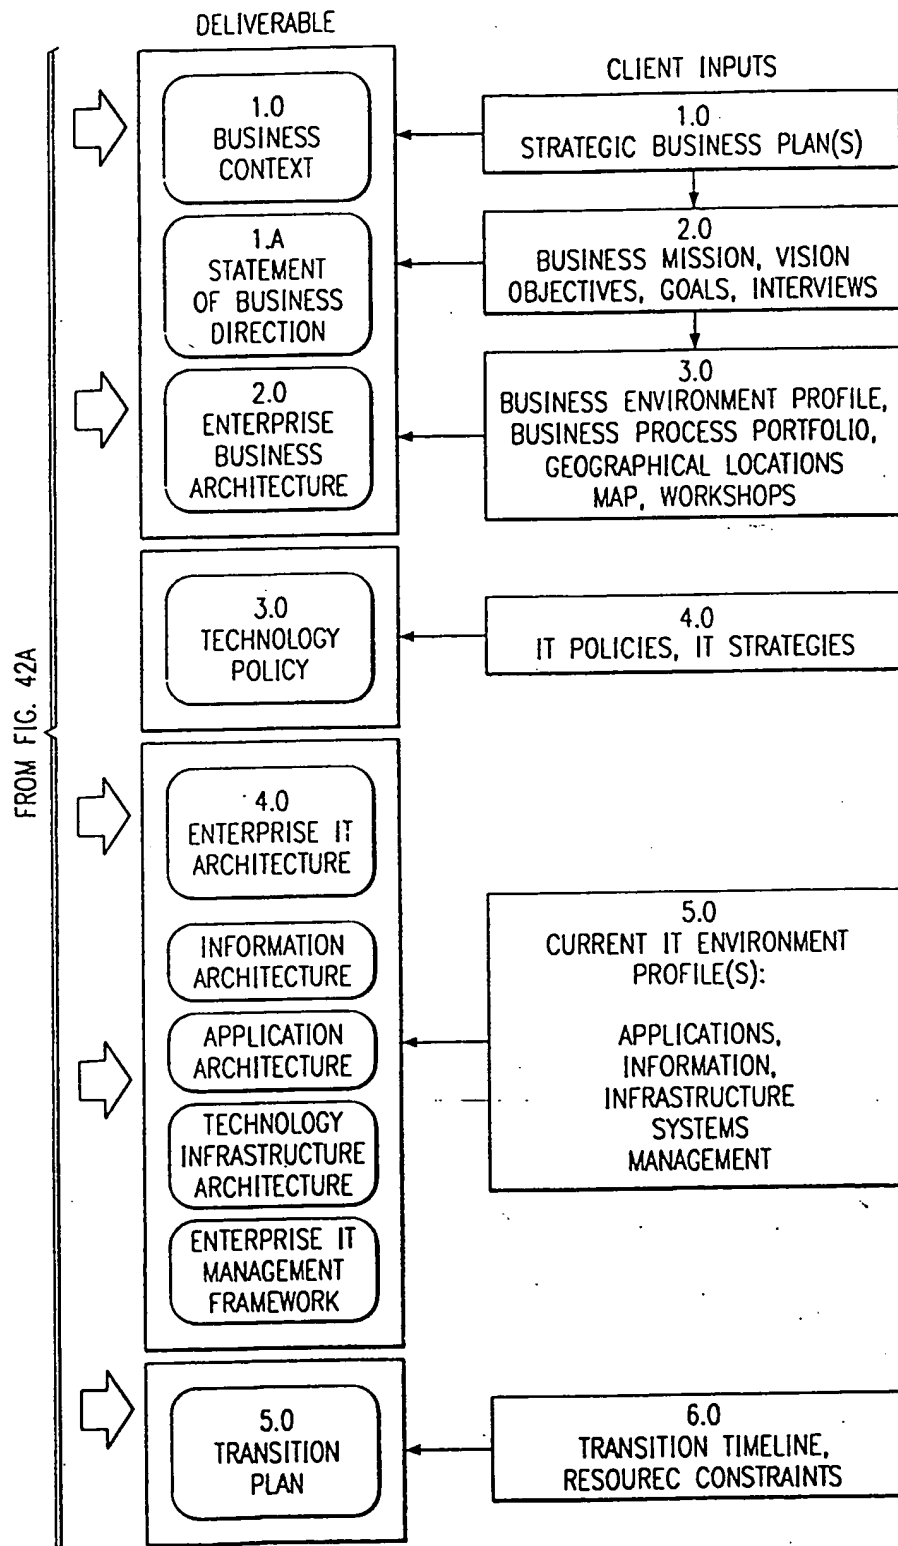 DELIVERABLE
1.0
BUSINESS
CONTEXT
1.A
STATEMENT
OF BUSINESS
DIRECTION
2.0
ENTERPRISE
BUSINESS
ARCHITECTURE
3.0
TECHNOLOGY
POLICY
4.0
ENTERPRISE IT
ARCHITECTURE
INFORMATION
ARCHITECTURE
APPLICATION
ARCHITECTURE
TECHNOLOGY
INFRASTRUCTURE
ARCHITECTURE
ENTERPRISE IT
MANAGEMENT
FRAMEWORK
5.0
TRANSITION
PLAN
CLIENT INPUTS
1.0
STRATEGIC BUSINESS PLAN(S)
2.0
BUSINESS MISSION, VISION
OBJECTIVES, GOALS, INTERVIEWS
3.0
BUSINESS ENVIRONMENT PROFILE,
BUSINESS PROCESS PORTFOLIO,
GEOGRAPHICAL LOCATIONS
MAP, WORKSHOPS
4.0
IT POLICIES, IT STRATEGIES
5.0
CURRENT IT ENVIRONMENT
PROFILE(S):
APPLICATIONS,
INFORMATION,
INFRASTRUCTURE
SYSTEMS
MANAGEMENT
6.0
TRANSITION TIMELINE,
RESOUREC CONSTRAINTS
FROM FIG. 42A